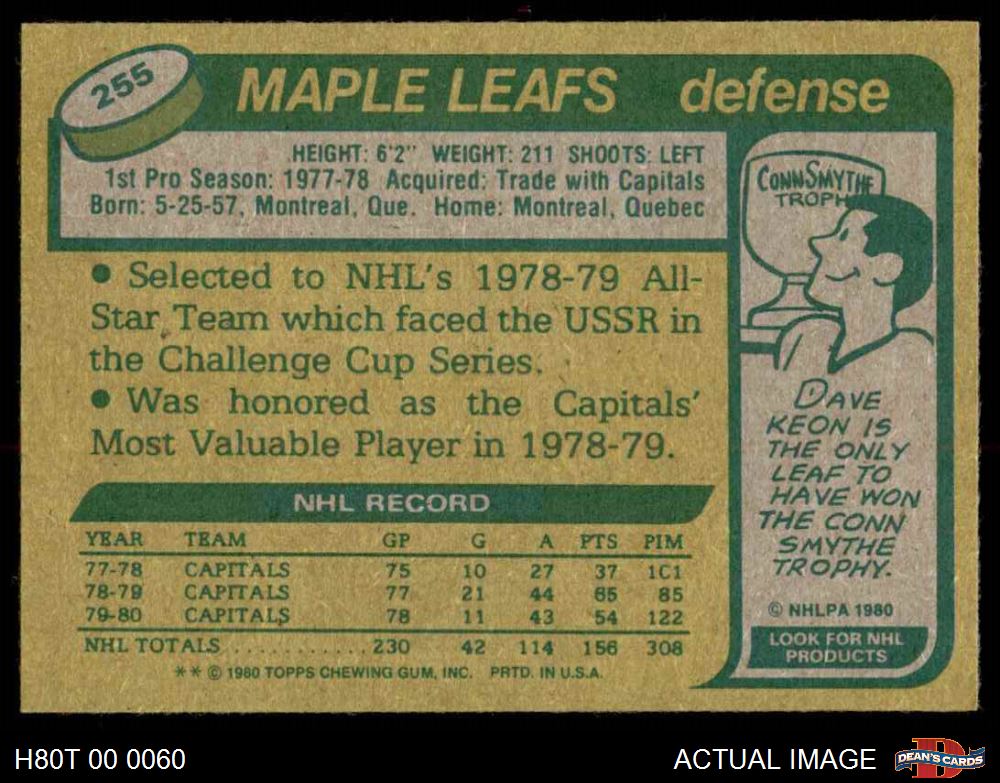 255
MAPLE LEAFS defense
HEIGHT: 6'2" WEIGHT: 211 SHOOTS: LEFT
1st Pro Season: 1977-78 Acquired: Trade with Capitals
Born: 5-25-57, Montreal, Que. Home: Montreal, Quebec
• Selected to NHL's 1978-79 All-
Star Team which faced the USSR in
the Challenge Cup Series.
• Was honored as the Capitals'
Most Valuable Player in 1978-79.
NHL RECORD
YEAR TEAM GP G A PTS PIM
77-78 CAPITALS 75 10 27 37 101
78-79 CAPITALS 77 21 44 65 85
79-80 CAPITALS 78 11 43 54 122
NHL TOTALS ............ 230 42 114 156 308
** © 1980 TOPPS CHEWING GUM, INC. PRTD. IN U.S.A.
CONN SMYTHE
TROPH
DAVE
KEON IS
THE ONLY
LEAF TO
HAVE WON
THE CONN
SMYTHE
TROPHY.
© NHLPA 1980
LOOK FOR NHL
PRODUCTS
H80T 00 0060
ACTUAL IMAGE
DEAN'S CARDS